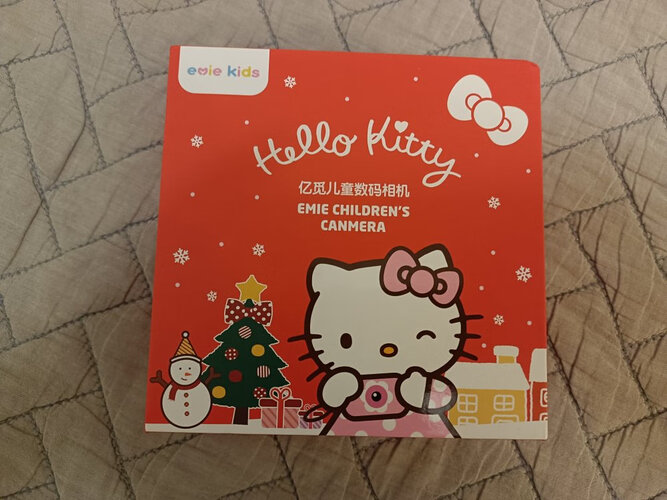 emie kids
Hello Kitty
亿觅儿童数码相机
EMIE CHILDREN'S
CANMERA